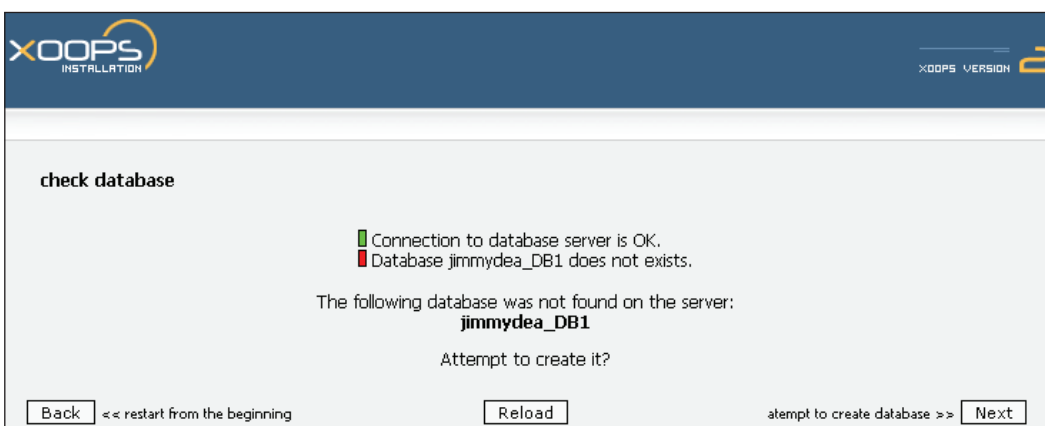 XOOPS
INSTALLATION
XOOPS VERSION 2
check database
Connection to database server is OK.
Database jimmydea_DB1 does not exists.
The following database was not found on the server:
jimmydea_DB1
Attempt to create it?
Back << restart from the beginning Reload atempt to create database >> Next